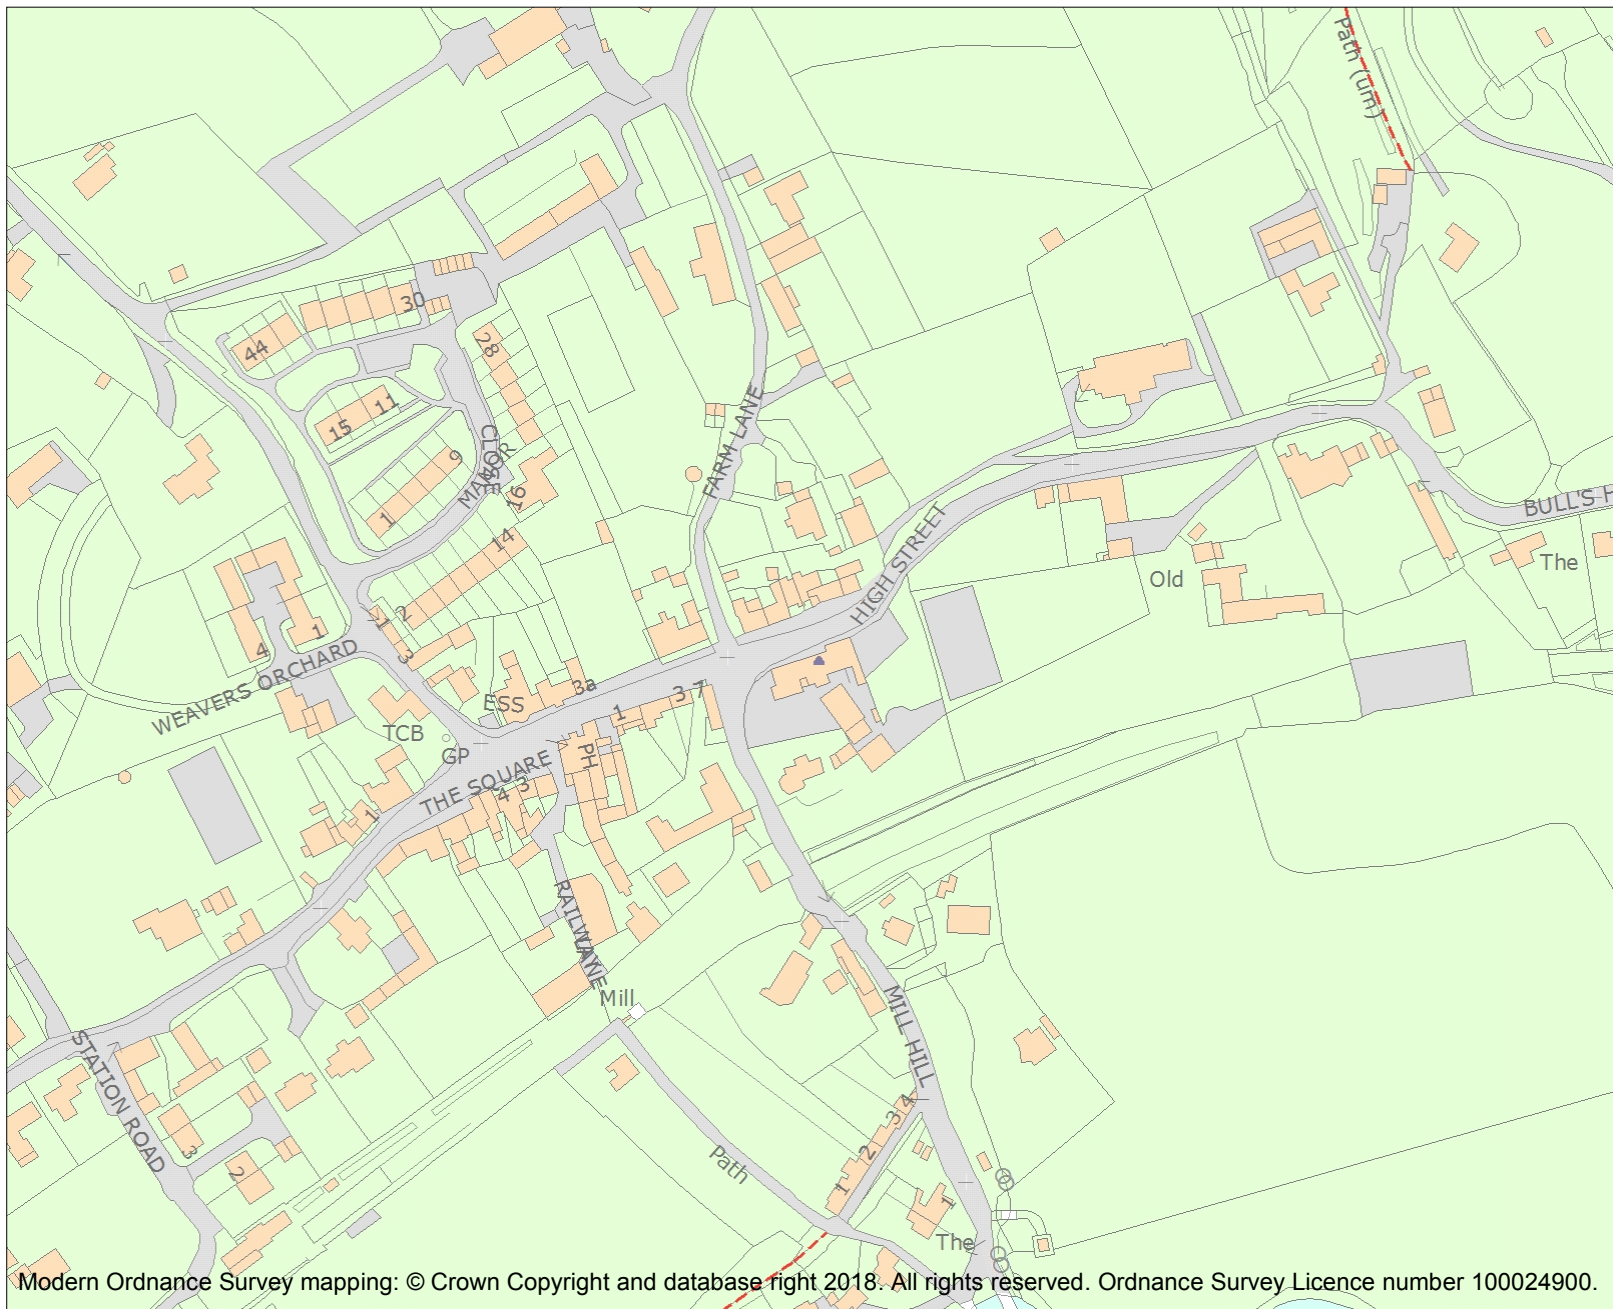 Path (um)
30
44
28
11
15
FARM LANE
CLOSE
MANOR
9
16
1
14
BULL'S H
HIGH STREET
The
Old
2
1
1
4
3
WEAVERS ORCHARD
3a
3 7
ESS
1
TCB
GP
PH
THE SQUARE
4 3
1
RAILWAY
LANE
Mill
MILL HILL
STATION ROAD
4
3
2
3
Path
2
1
1
The
Modern Ordnance Survey mapping: © Crown Copyright and database right 2018. All rights reserved. Ordnance Survey Licence number 100024900.